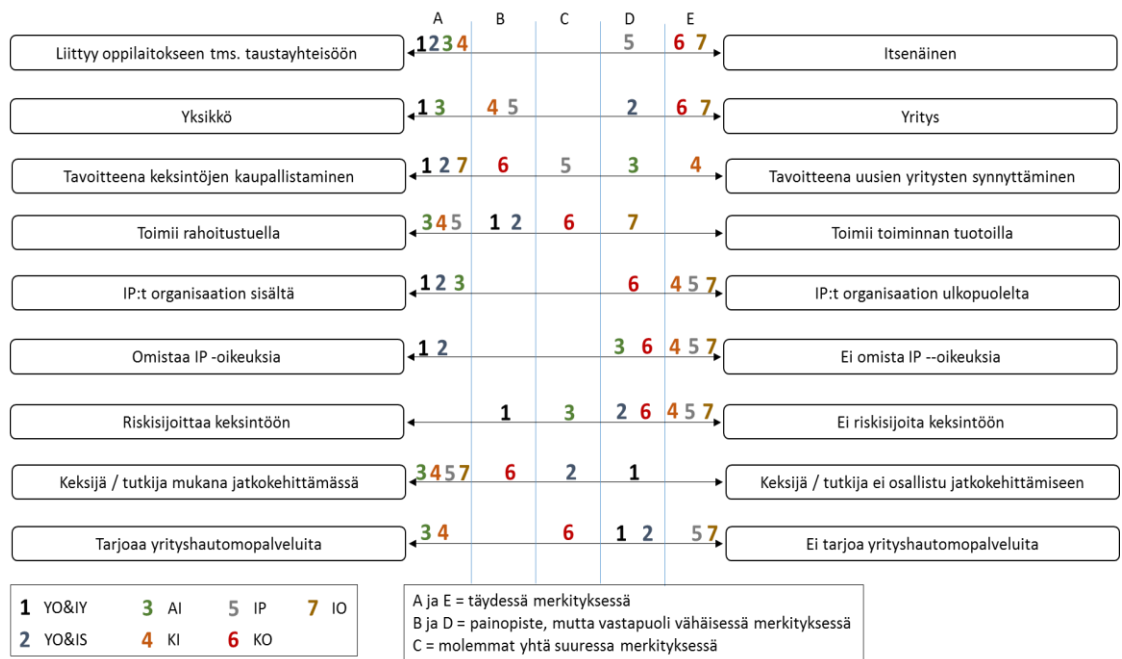 A B C D E
Liittyy oppilaitokseen tms. taustayhteisöön 1 2 3 4 5 6 7 Itsenäinen
Yksikkö 1 3 4 5 2 6 7 Yritys
Tavoitteena keksintöjen kaupallistaminen 1 2 7 6 5 3 4 Tavoitteena uusien yritysten synnyttäminen
Toimii rahoitustuella 3 4 5 1 2 6 7 Toimii toiminnan tuotoilla
IP:t organisaation sisältä 1 2 3 6 4 5 7 IP:t organisaation ulkopuolelta
Omistaa IP -oikeuksia 1 2 3 6 4 5 7 Ei omista IP --oikeuksia
Riskisijoittaa keksintöön 1 3 2 6 4 5 7 Ei riskisijoita keksintöön
Keksijä / tutkija mukana jatkokehittämässä 3 4 5 7 6 2 1 Keksijä / tutkija ei osallistu jatkokehittämiseen
Tarjoaa yrityshautomopalveluita 3 4 6 1 2 5 7 Ei tarjoa yrityshautomopalveluita
1 YO&IY 3 AI 5 IP 7 IO
2 YO&IS 4 KI 6 KO
A ja E = täydessä merkityksessä
B ja D = painopiste, mutta vastapuoli vähäisessä merkityksessä
C = molemmat yhtä suuressa merkityksessä